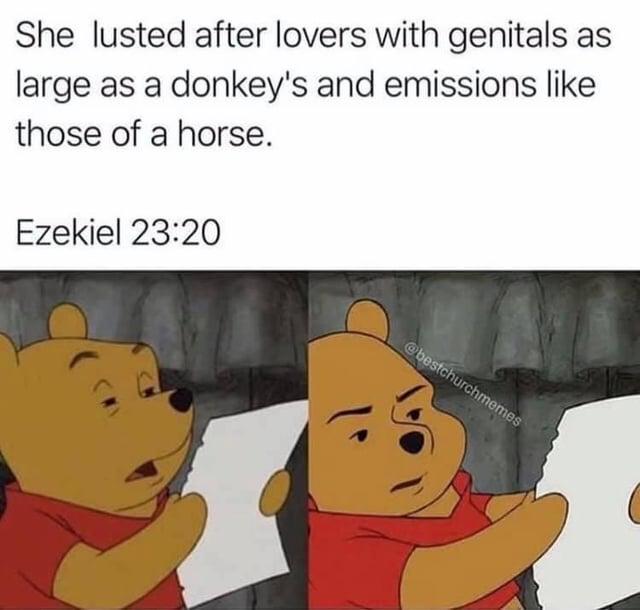 She lusted after lovers with genitals as
large as a donkey's and emissions like
those of a horse.
Ezekiel 23:20
@bestchurchmemes